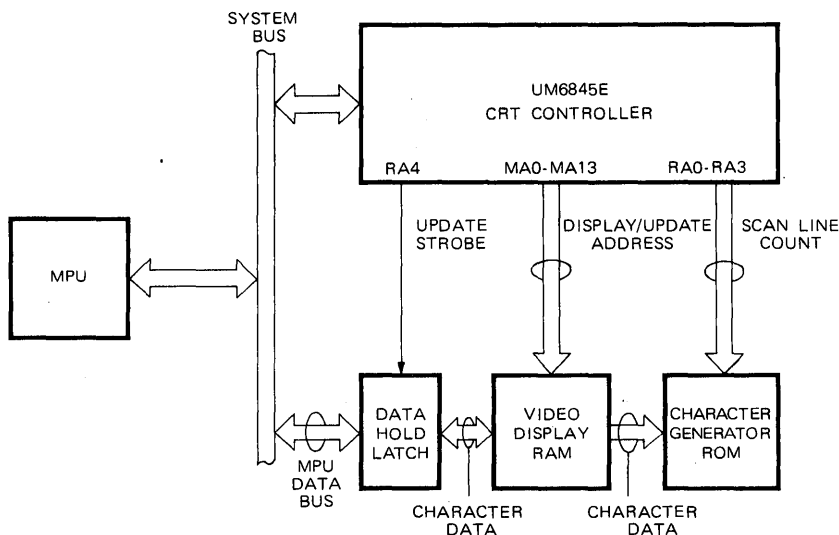 SYSTEM
BUS
UM6845E
CRT CONTROLLER
RA4
MA0-MA13
RA0-RA3
UPDATE
STROBE
DISPLAY/UPDATE
ADDRESS
SCAN LINE
COUNT
MPU
DATA
HOLD
LATCH
VIDEO
DISPLAY
RAM
CHARACTER
GENERATOR
ROM
MPU
DATA
BUS
CHARACTER
DATA
CHARACTER
DATA